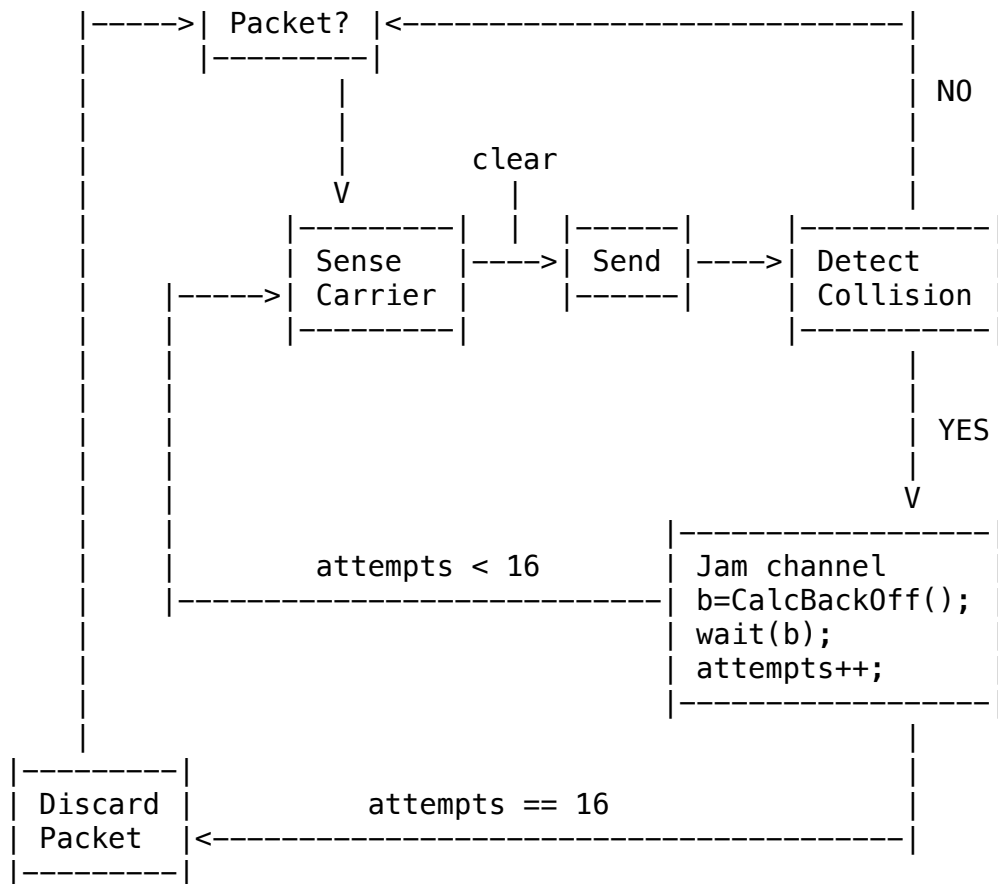 Packet?
NO
clear
Sense
Carrier
Send
Detect
Collision
YES
attempts < 16
Jam channel
b=CalcBackOff();
wait(b);
attempts++;
Discard
Packet
attempts == 16